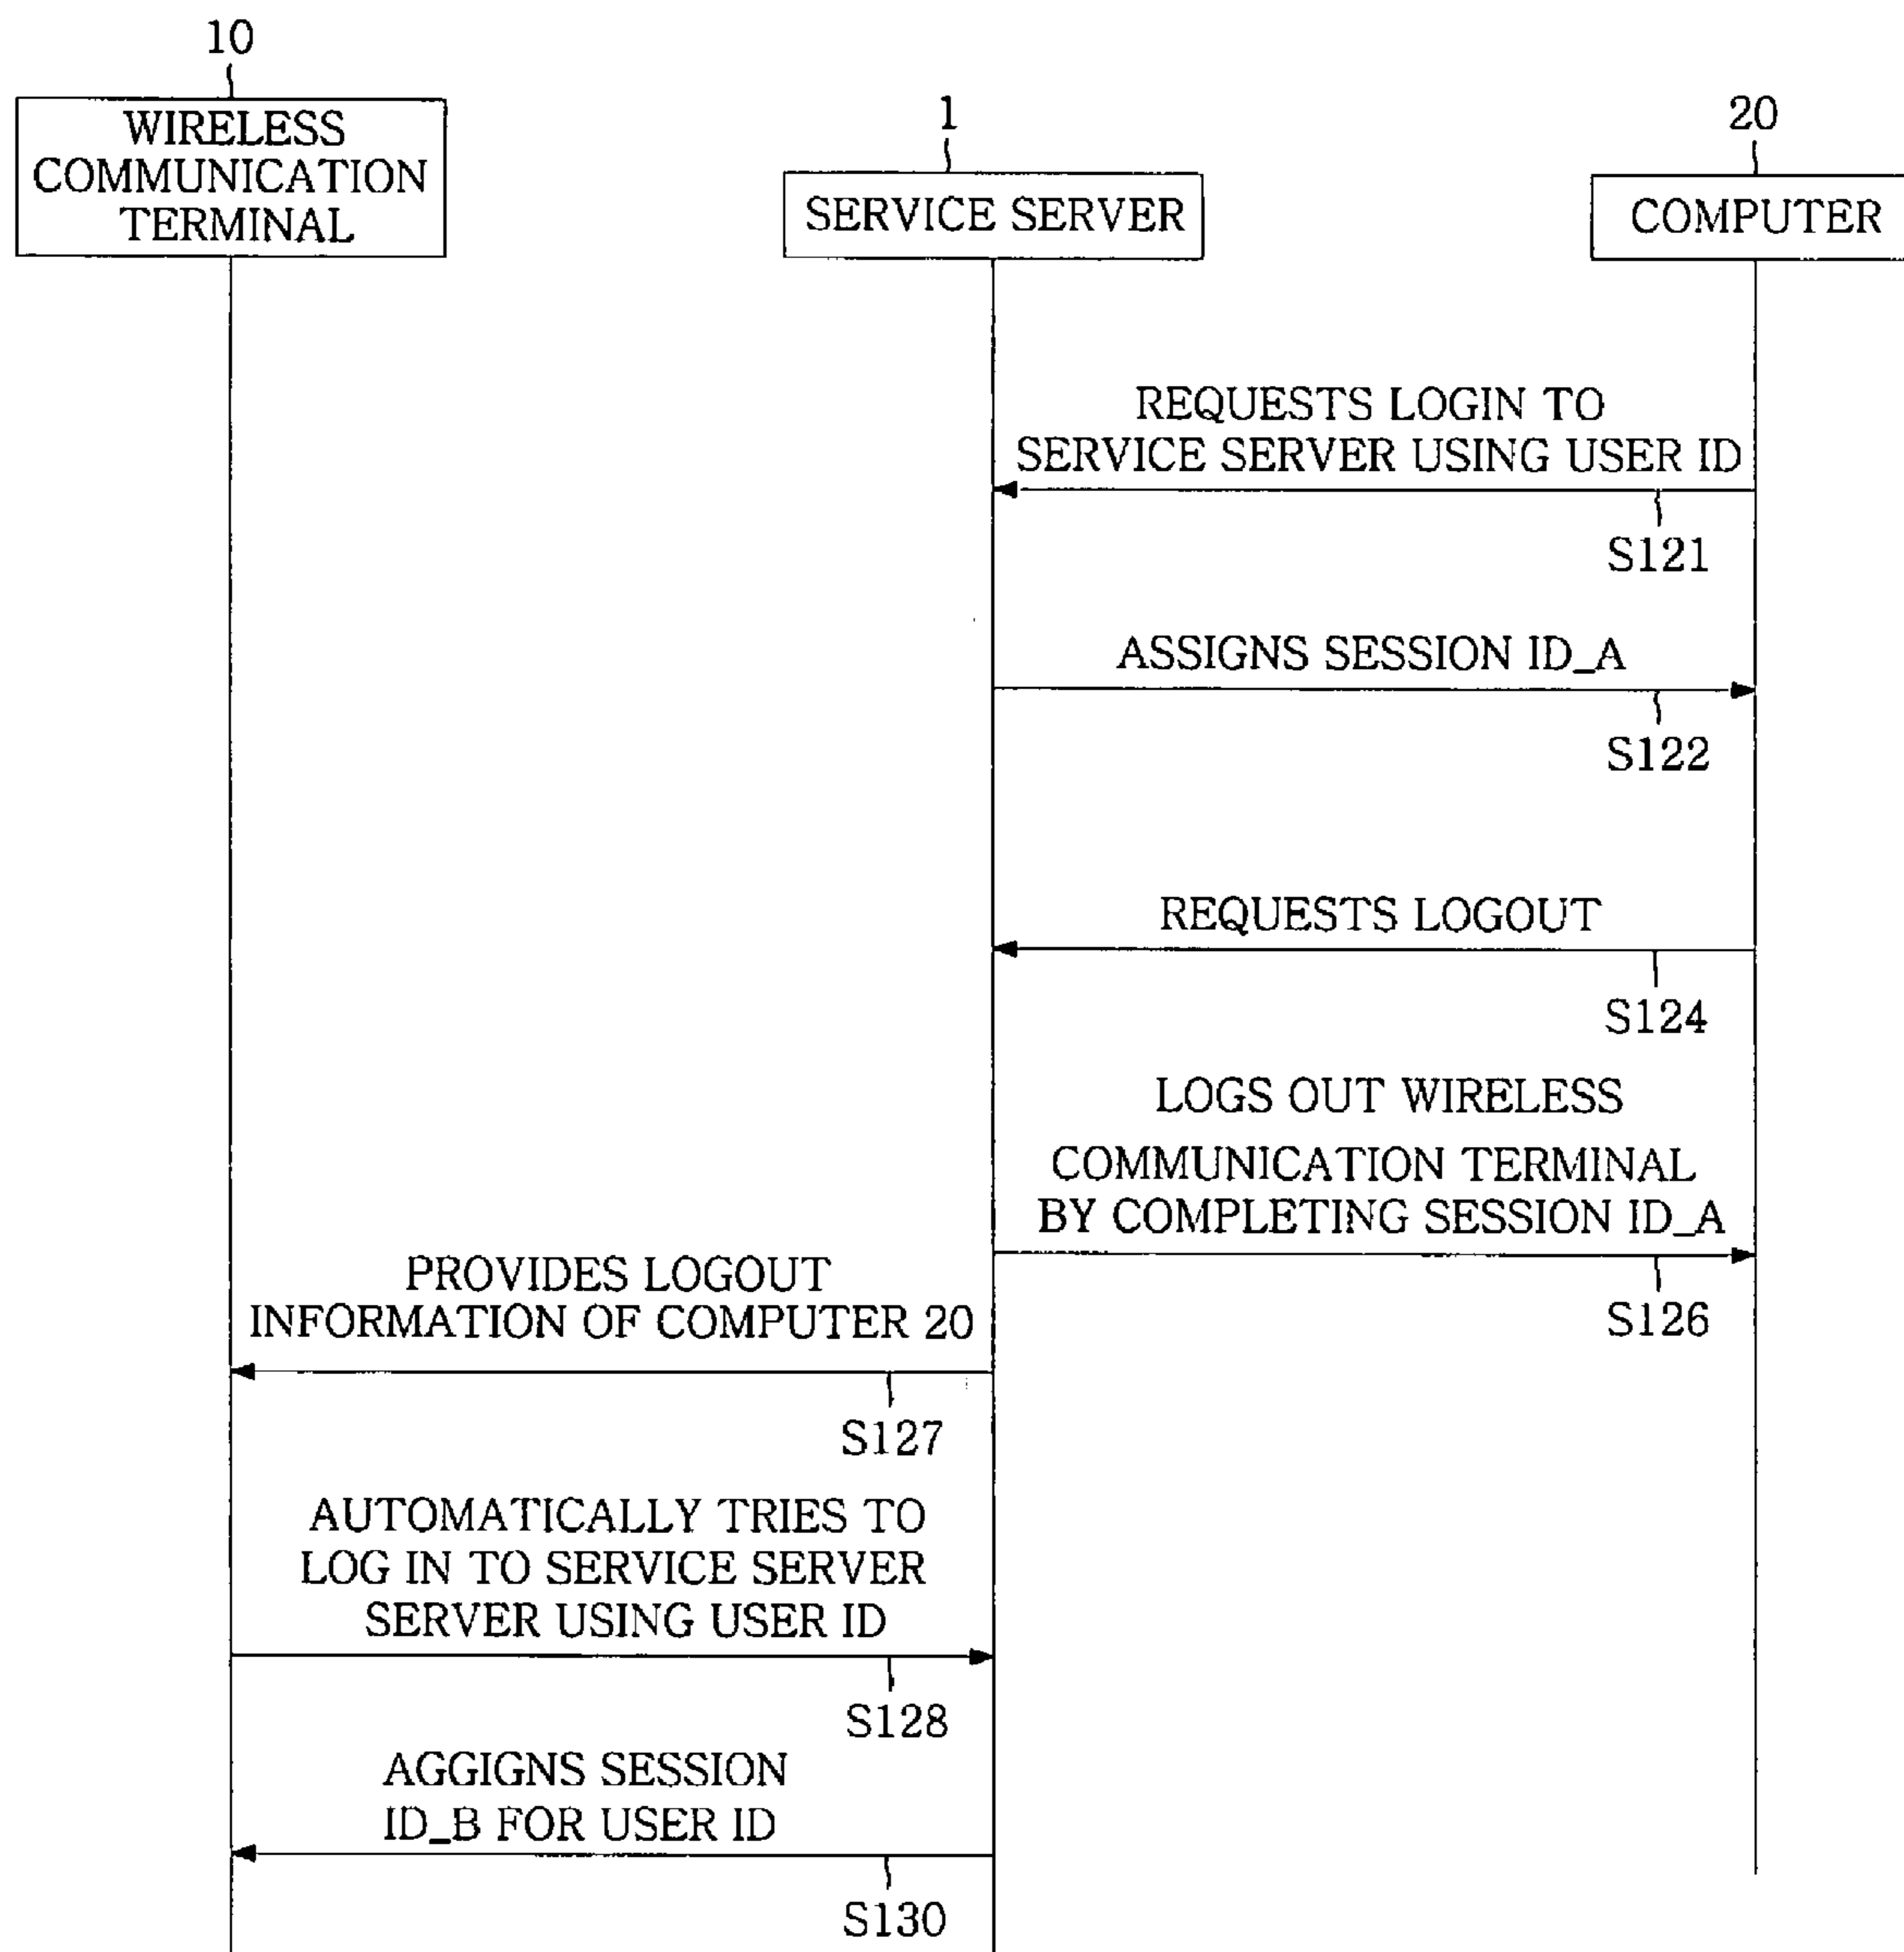 10
WIRELESS
COMMUNICATION
TERMINAL
1
SERVICE SERVER
20
COMPUTER
REQUESTS LOGIN TO
SERVICE SERVER USING USER ID
S121
ASSIGNS SESSION ID_A
S122
REQUESTS LOGOUT
S124
LOGS OUT WIRELESS
COMMUNICATION TERMINAL
BY COMPLETING SESSION ID_A
S126
PROVIDES LOGOUT
INFORMATION OF COMPUTER 20
S127
AUTOMATICALLY TRIES TO
LOG IN TO SERVICE SERVER
SERVER USING USER ID
S128
AGGIGNS SESSION
ID_B FOR USER ID
S130